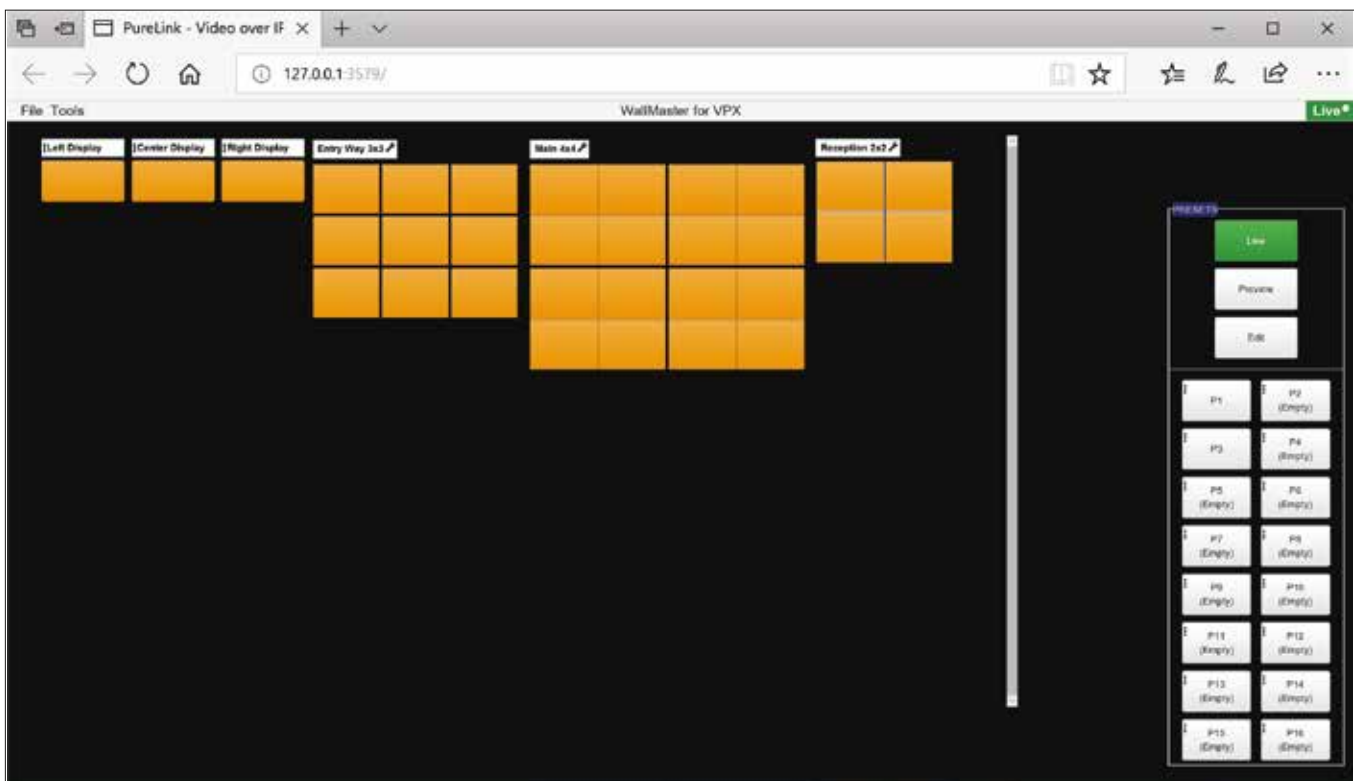 PureLink - Video over IF
127.0.0.1:3579/
File Tools
WallMaster for VPX
Live
Left Display
Center Display
Right Display
Entry Way 3x3
Main 4x4
Reception 2x2
PRESETS
Live
Preview
Edit
P1
P2
(Empty)
P3
P4
(Empty)
P5
(Empty)
P6
(Empty)
P7
(Empty)
P8
(Empty)
P9
(Empty)
P10
(Empty)
P11
(Empty)
P12
(Empty)
P13
(Empty)
P14
(Empty)
P15
(Empty)
P16
(Empty)